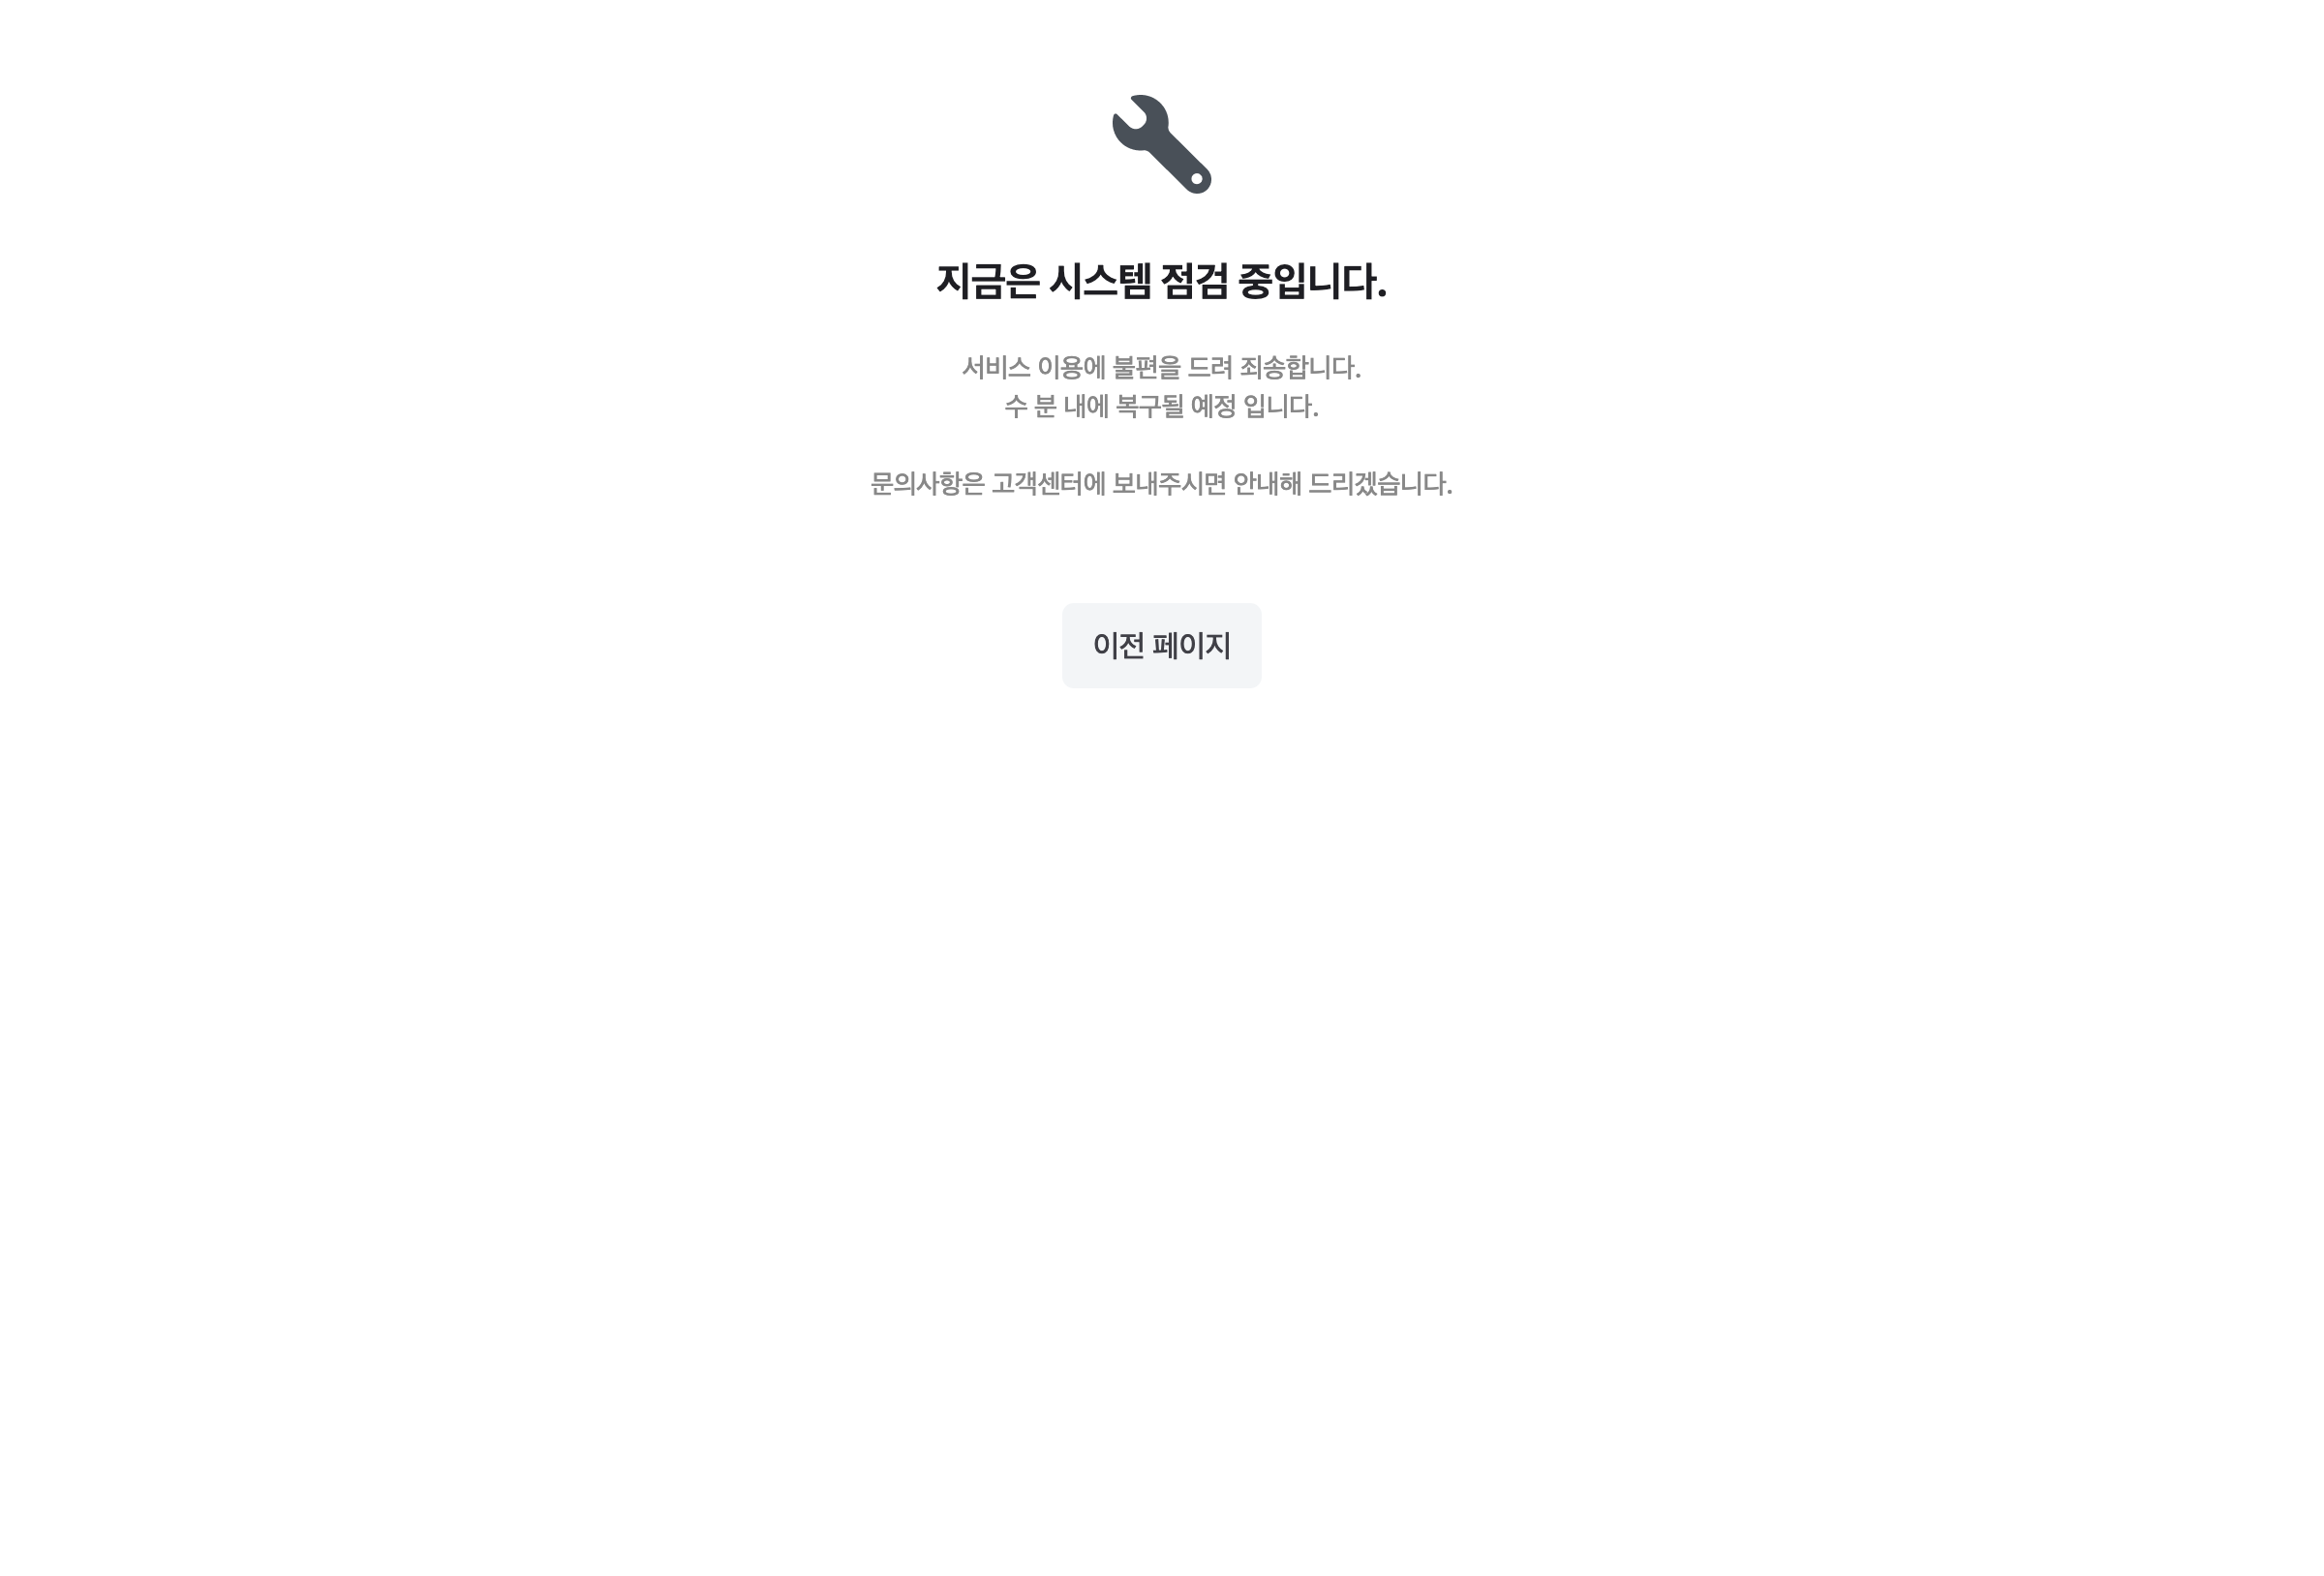 지금은 시스템 점검 중입니다.
서비스 이용에 불편을 드려 죄송합니다.
수 분 내에 복구될 예정 입니다.
문의사항은 고객센터에 보내주시면 안내해 드리겠습니다.
이전 페이지